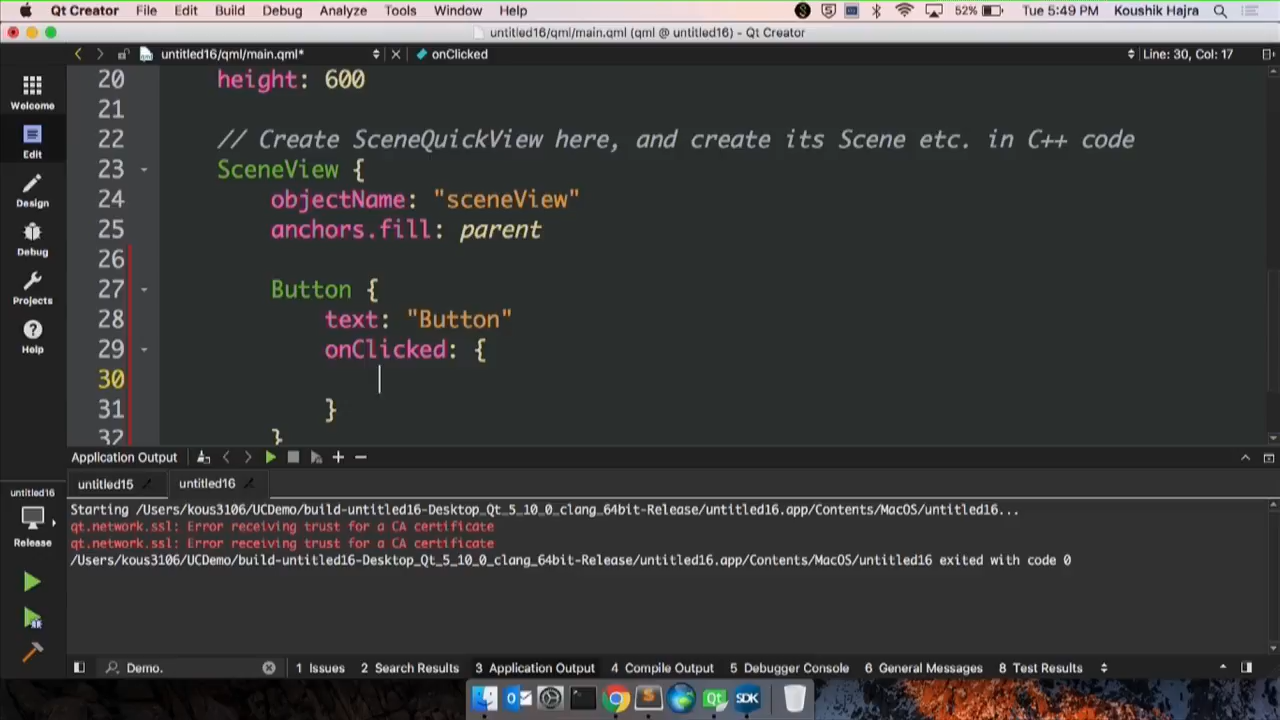 Qt Creator File Edit Build Debug Analyze Tools Window Help 52% Tue 5:49 PM Koushik Hajra
untitled16/qml/main.qml (qml @ untitled16) - Qt Creator
untitled16/qml/main.qml* onClicked Line: 30, Col: 17
Welcome
Edit
Design
Debug
Projects
Help
20 height: 600
21
22 // Create SceneQuickView here, and create its Scene etc. in C++ code
23 SceneView {
24 objectName: "sceneView"
25 anchors.fill: parent
26
27 Button {
28 text: "Button"
29 onClicked: {
30
31 }
32 }
Application Output
untitled15 untitled16
untitled16
Release
Starting /Users/kous3106/UCDemo/build-untitled16-Desktop_Qt_5_10_0_clang_64bit-Release/untitled16.app/Contents/MacOS/untitled16...
qt.network.ssl: Error receiving trust for a CA certificate
qt.network.ssl: Error receiving trust for a CA certificate
/Users/kous3106/UCDemo/build-untitled16-Desktop_Qt_5_10_0_clang_64bit-Release/untitled16.app/Contents/MacOS/untitled16 exited with code 0
Demo. 1 Issues 2 Search Results 3 Application Output 4 Compile Output 5 Debugger Console 6 General Messages 8 Test Results
Qt SDK